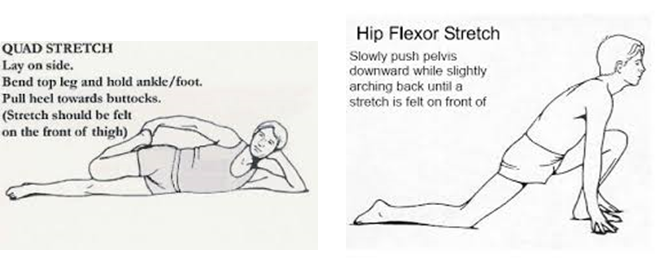 QUAD STRETCH
Lay on side.
Bend top leg and hold ankle/foot.
Pull heel towards buttocks.
(Stretch should be felt
on the front of thigh)
Hip Flexor Stretch
Slowly push pelvis
downward while slightly
arching back until a
stretch is felt on front of